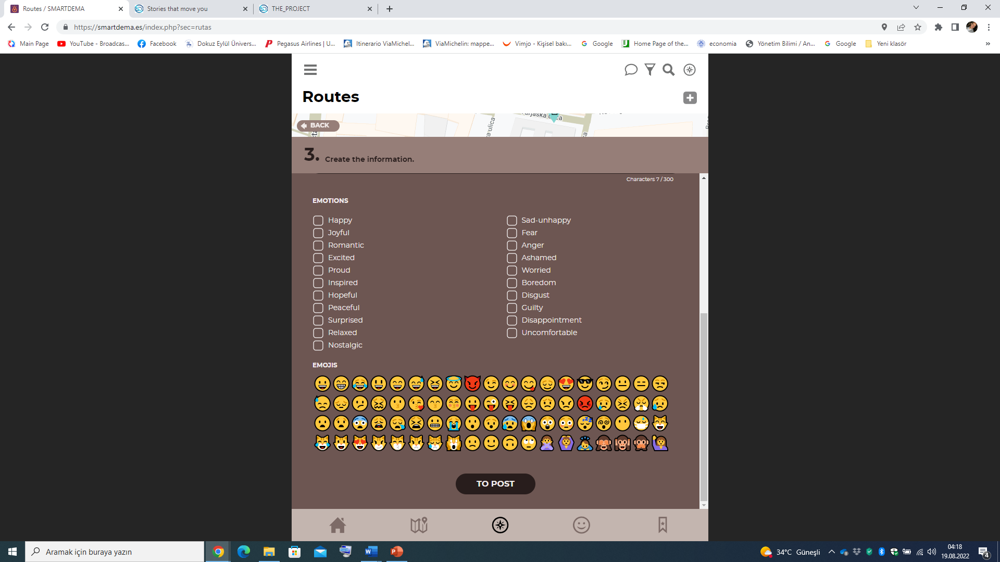 Routes / SMARTDEMA
Stories that move you
THE_PROJECT
https://smartdema.es/index.php?sec=rutas
Main Page
YouTube - Broadcas...
Facebook
Dokuz Eylül Ünivers...
Pegasus Airlines | U...
Itinerario ViaMichel...
ViaMichelin: mappe...
Vimjo - Kişisel bakı...
Google
Home Page of the...
economia
Yönetim Bilimi / An...
Google
Yeni klasör
Routes
BACK
3. Create the information.
Characters 7 / 300
EMOTIONS
Happy
Joyful
Romantic
Excited
Proud
Inspired
Hopeful
Peaceful
Surprised
Relaxed
Nostalgic
Sad-unhappy
Fear
Anger
Ashamed
Worried
Boredom
Disgust
Guilty
Disappointment
Uncomfortable
EMOJIS
TO POST
Aramak için buraya yazın
34°C Güneşli
04:18
19.08.2022
4